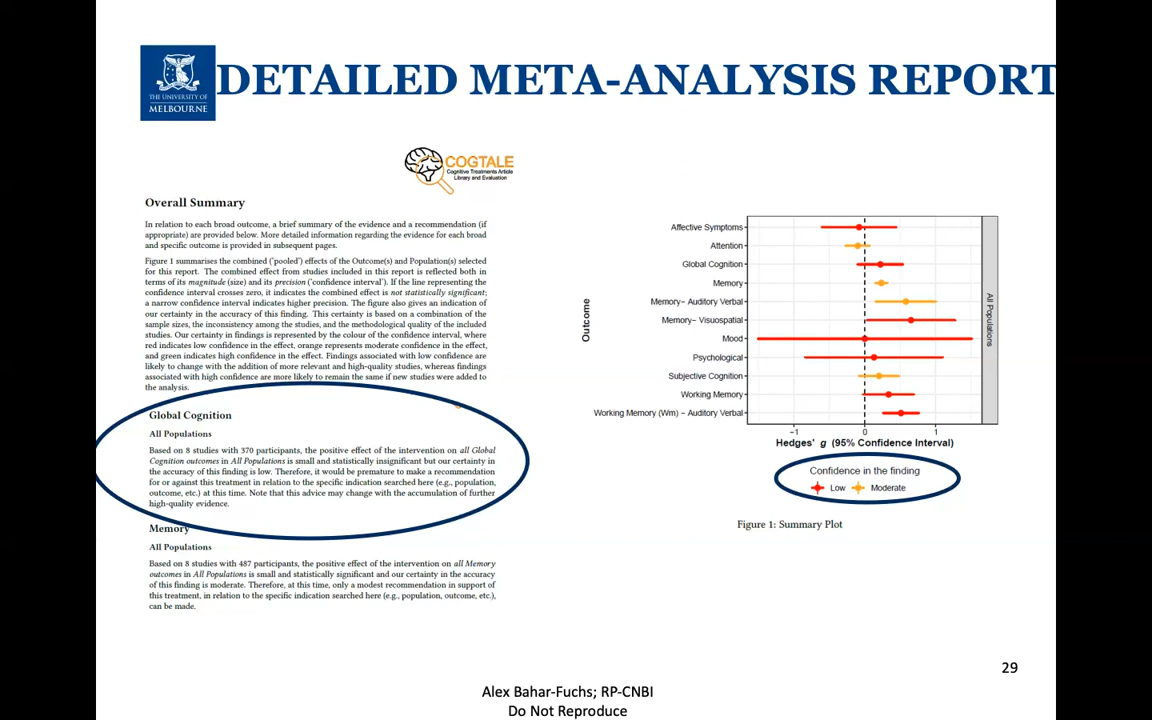 THE UNIVERSITY OF
MELBOURNE
DETAILED META-ANALYSIS REPORT
COGTALE
Cognitive Treatments Article
Library and Evaluation
Overall Summary
In relation to each broad outcome, a brief summary of the evidence and a recommendation (if
appropriate) are provided below. More detailed information regarding the evidence for each broad
and specific outcome is provided in subsequent pages.
Figure 1 summarises the combined ('pooled') effects of the Outcome(s) and Population(s) selected
for this report. The combined effect from studies included in this report is reflected both in
terms of its magnitude (size) and its precision ('confidence interval'). If the line representing the
confidence interval crosses zero, it indicates the combined effect is not statistically significant;
a narrow confidence interval indicates higher precision. The figure also gives an indication of
our certainty in the accuracy of this finding. This certainty is based on a combination of the
sample sizes, the inconsistency among the studies, and the methodological quality of the included
studies. Our certainty in findings is represented by the colour of the confidence interval, where
red indicates low confidence in the effect, orange represents moderate confidence in the effect,
and green indicates high confidence in the effect. Findings associated with low confidence are
likely to change with the addition of more relevant and high-quality studies, whereas findings
associated with high confidence are more likely to remain the same if new studies were added to
the analysis.
Global Cognition
All Populations
Based on 8 studies with 370 participants, the positive effect of the intervention on all Global
Cognition outcomes in All Populations is small and statistically insignificant but our certainty in
the accuracy of this finding is low. Therefore, it would be premature to make a recommendation
for or against this treatment in relation to the specific indication searched here (e.g., population,
outcome, etc.) at this time. Note that this advice may change with the accumulation of further
high-quality evidence.
Memory
All Populations
Based on 8 studies with 487 participants, the positive effect of the intervention on all Memory
outcomes in All Populations is small and statistically significant and our certainty in the accuracy
of this finding is moderate. Therefore, at this time, only a modest recommendation in support of
this treatment, in relation to the specific indication searched here (e.g., population, outcome, etc.),
can be made.
Outcome
Affective Symptoms
Attention
Global Cognition
Memory
Memory− Auditory Verbal
Memory− Visuospatial
Mood
Psychological
Subjective Cognition
Working Memory
Working Memory (Wm) − Auditory Verbal
All Populations
−1 0 1
Hedges' g (95% Confidence Interval)
Confidence in the finding
Low Moderate
Figure 1: Summary Plot
29
Alex Bahar-Fuchs; RP-CNBI
Do Not Reproduce